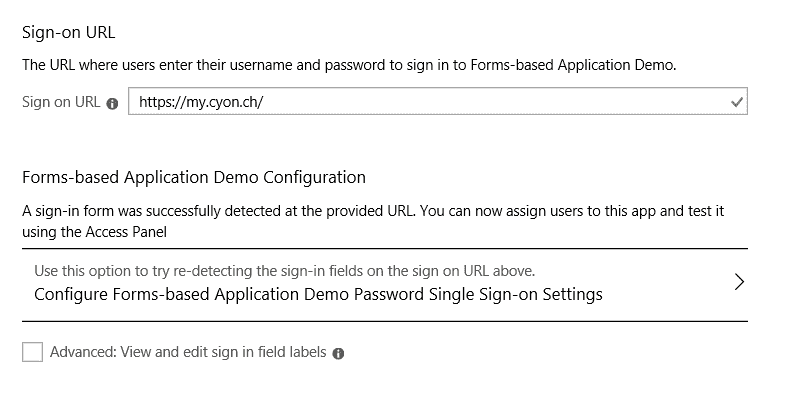 Sign-on URL
The URL where users enter their username and password to sign in to Forms-based Application Demo.
Sign on URL
https://my.cyon.ch/
Forms-based Application Demo Configuration
A sign-in form was successfully detected at the provided URL. You can now assign users to this app and test it
using the Access Panel
Use this option to try re-detecting the sign-in fields on the sign on URL above.
Configure Forms-based Application Demo Password Single Sign-on Settings
Advanced: View and edit sign in field labels